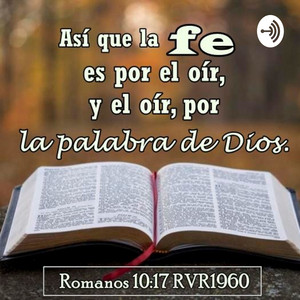 Así que la fe
es por el oír,
y el oír, por
la palabra de Dios.
Romanos 10:17 RVR1960